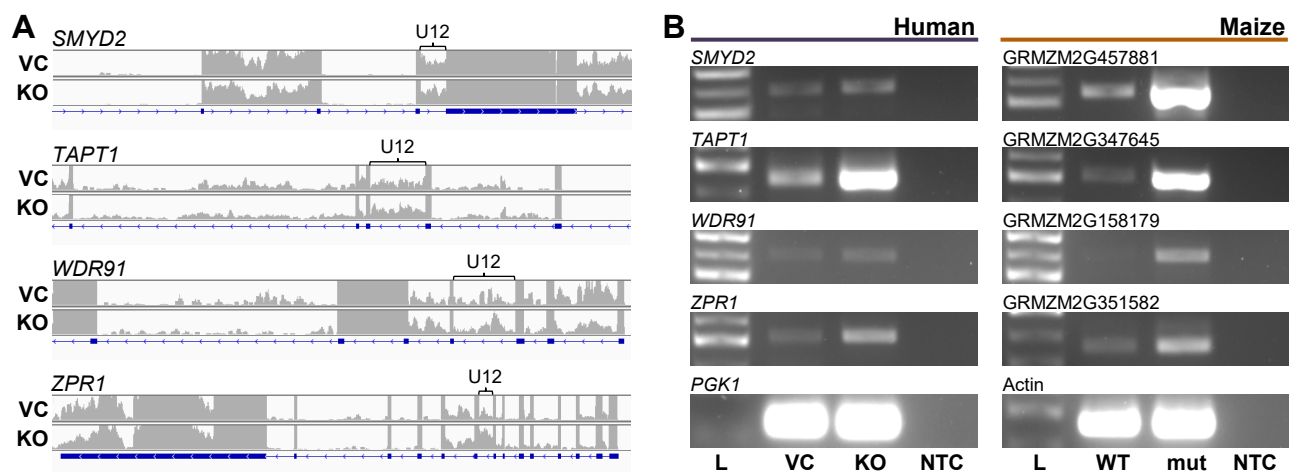 A
SMYD2
U12
VC
KO
TAPT1
U12
VC
KO
WDR91
U12
VC
KO
ZPR1
U12
VC
KO
B
Human
SMYD2
TAPT1
WDR91
ZPR1
PGK1
L VC KO NTC
Maize
GRMZM2G457881
GRMZM2G347645
GRMZM2G158179
GRMZM2G351582
Actin
L WT mut NTC